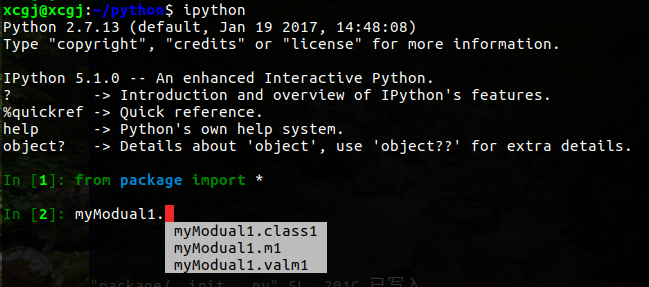 xcgj@xcgj:~/python$ ipython
Python 2.7.13 (default, Jan 19 2017, 14:48:08)
Type "copyright", "credits" or "license" for more information.
IPython 5.1.0 -- An enhanced Interactive Python.
?         -> Introduction and overview of IPython's features.
%quickref -> Quick reference.
help      -> Python's own help system.
object?   -> Details about 'object', use 'object??' for extra details.
In [1]: from package import *
In [2]: myModual1.
myModual1.class1
myModual1.m1
myModual1.valm1
"package/__init__.py" 5L, 201C 已写入